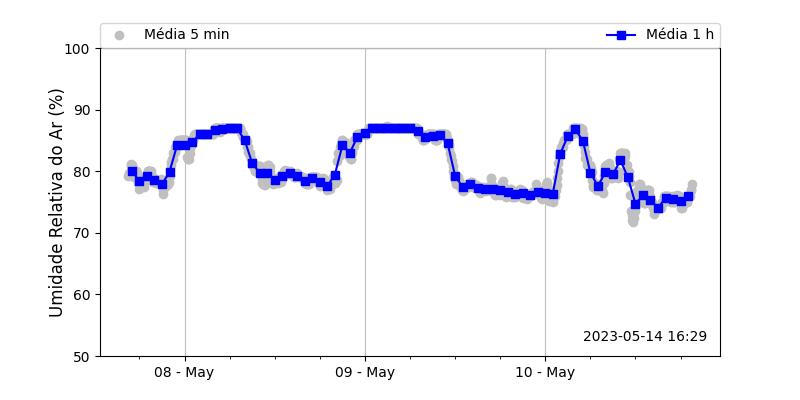 Média 5 min
Média 1 h
100
90
80
70
60
50
Umidade Relativa do Ar (%)
2023-05-14 16:29
08 - May
09 - May
10 - May